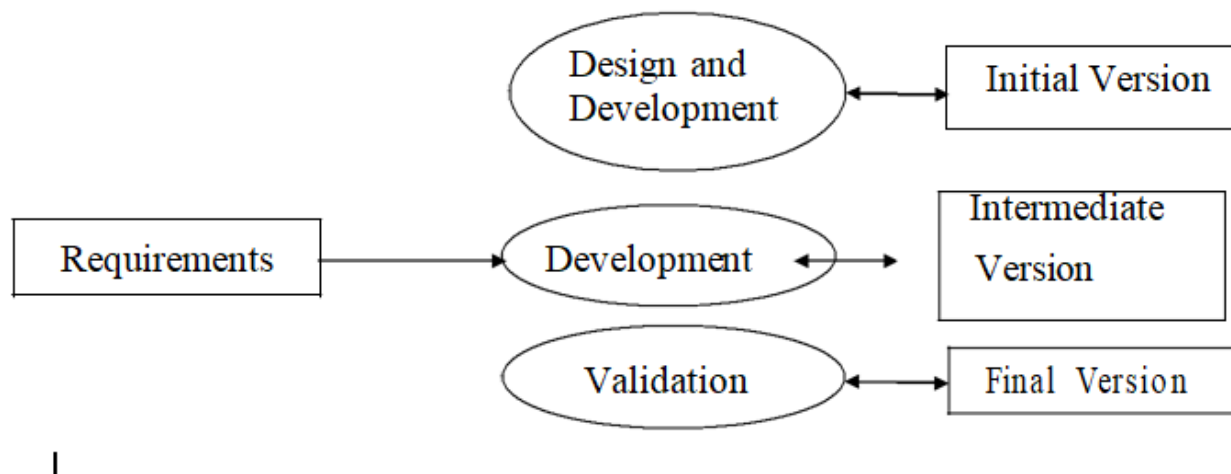 Design and
Development
Initial Version
Requirements
Development
Intermediate
Version
Validation
Final Version